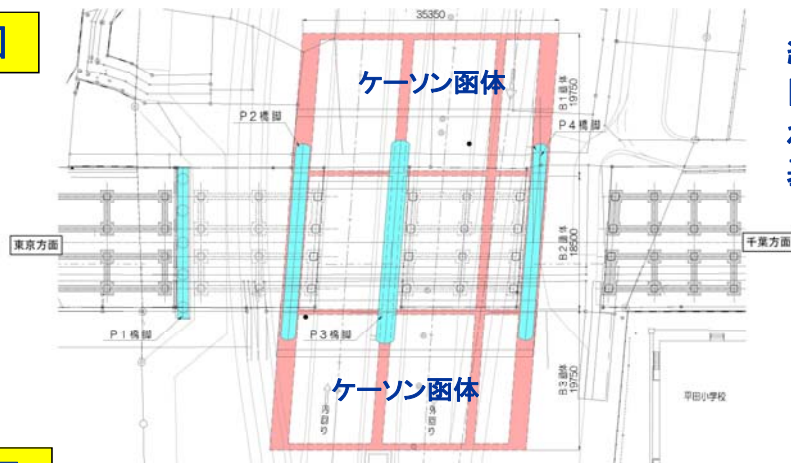 35350
ケーソン函体
B1函体
19750
P2橋脚
P4橋脚
東京方面
B2函体
18500
千葉方面
P1橋脚
P3橋脚
B3函体
19750
ケーソン函体
内回り
外回り
平田小学校